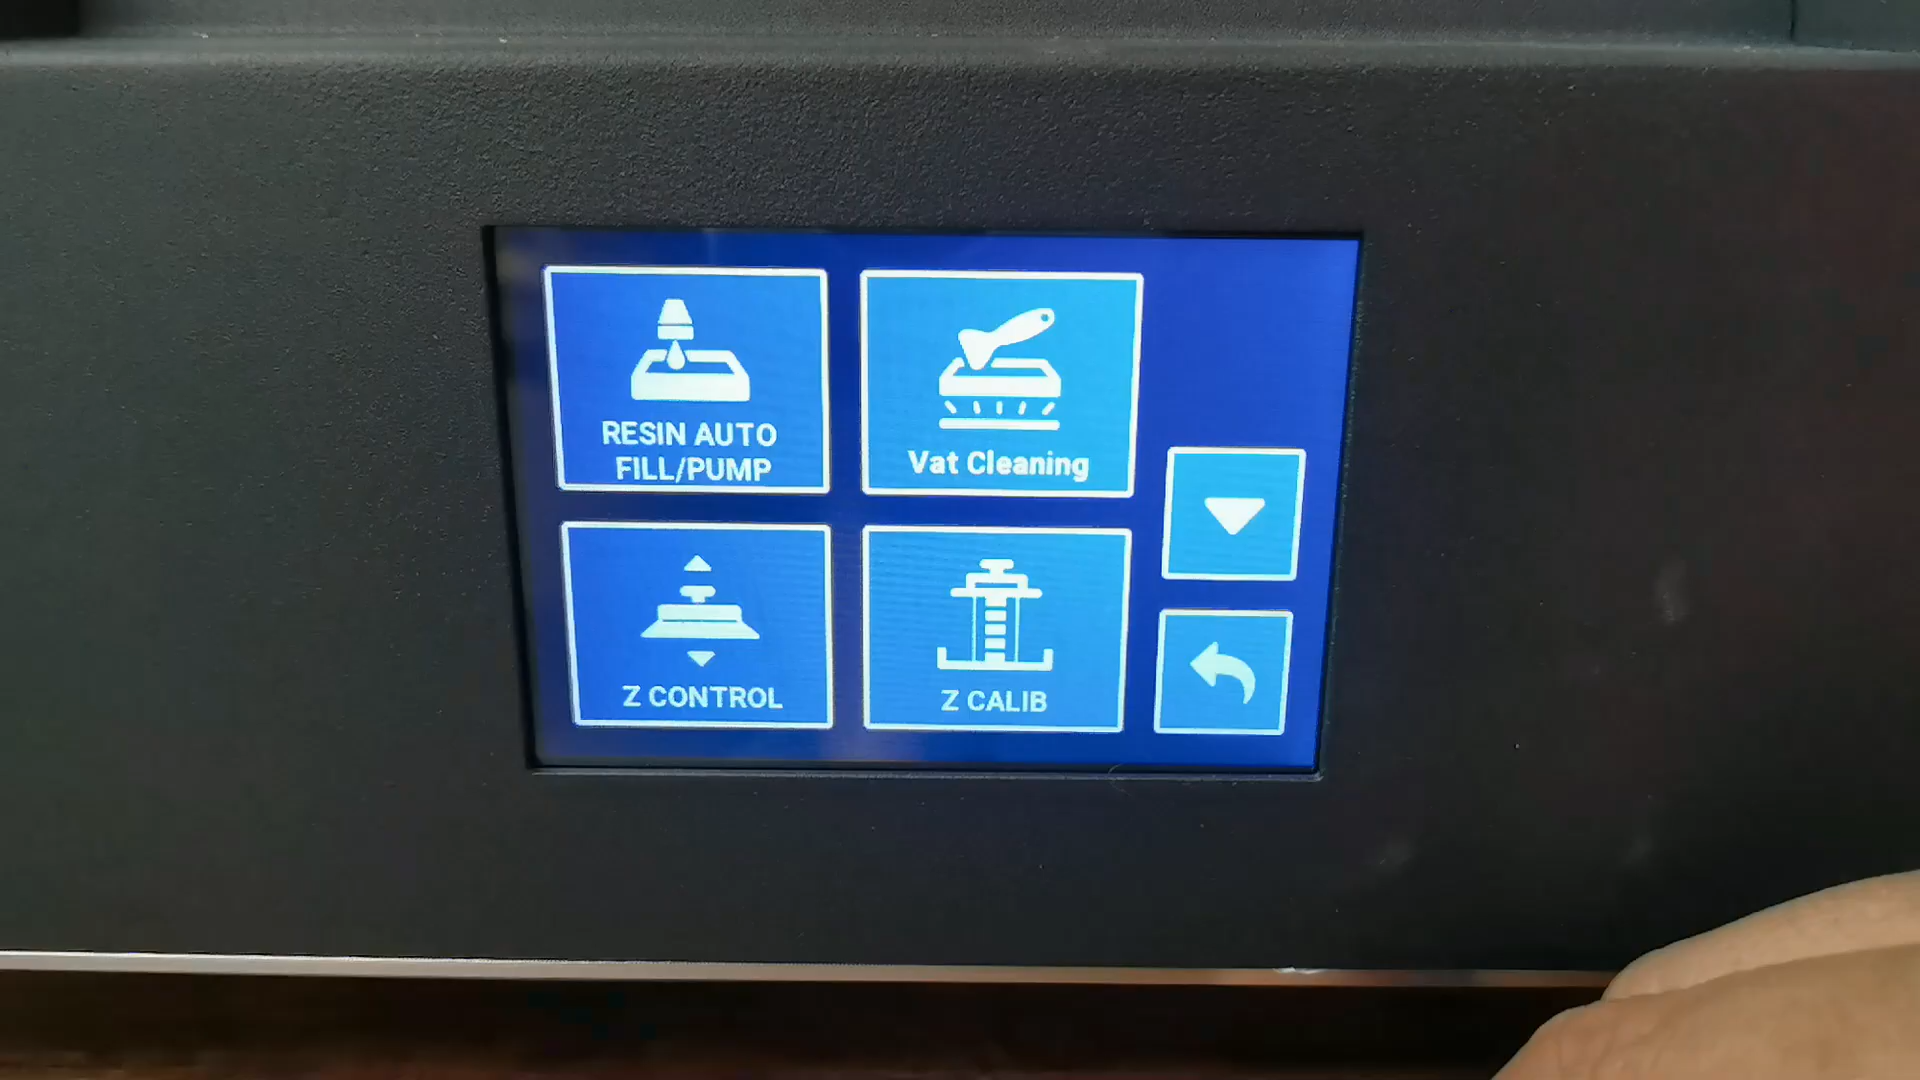 RESIN AUTO
FILL/PUMP
Vat Cleaning
Z CONTROL
Z CALIB